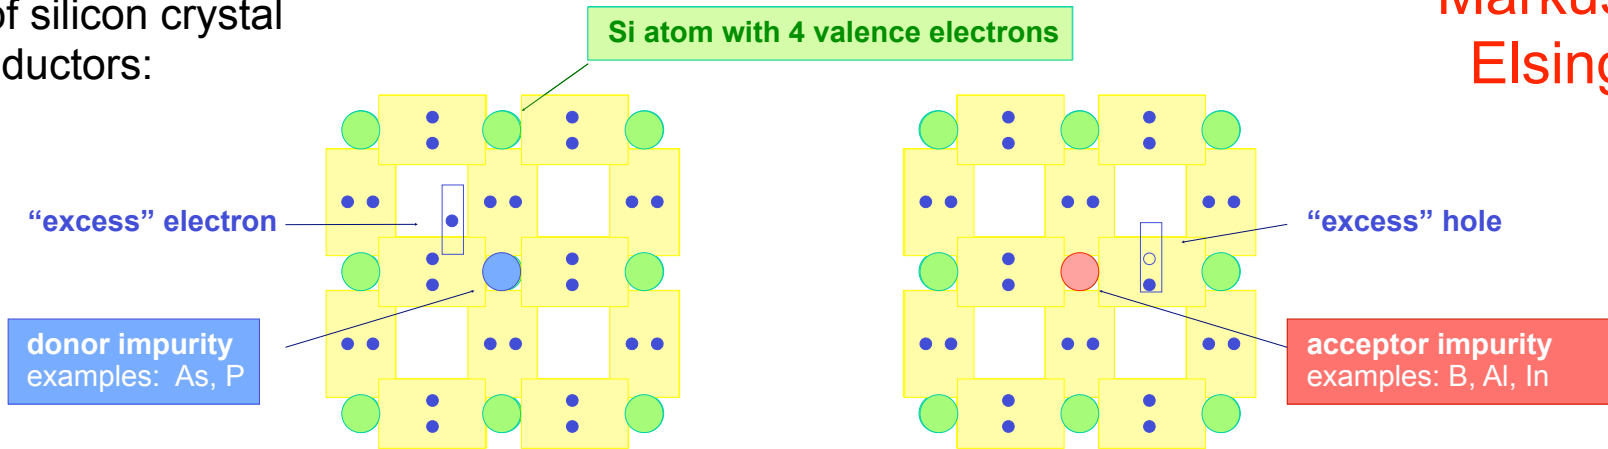 of silicon crystal
ductors:
Si atom with 4 valence electrons
Markus
Elsing
“excess” electron
“excess” hole
donor impurity
examples: As, P
acceptor impurity
examples: B, Al, In